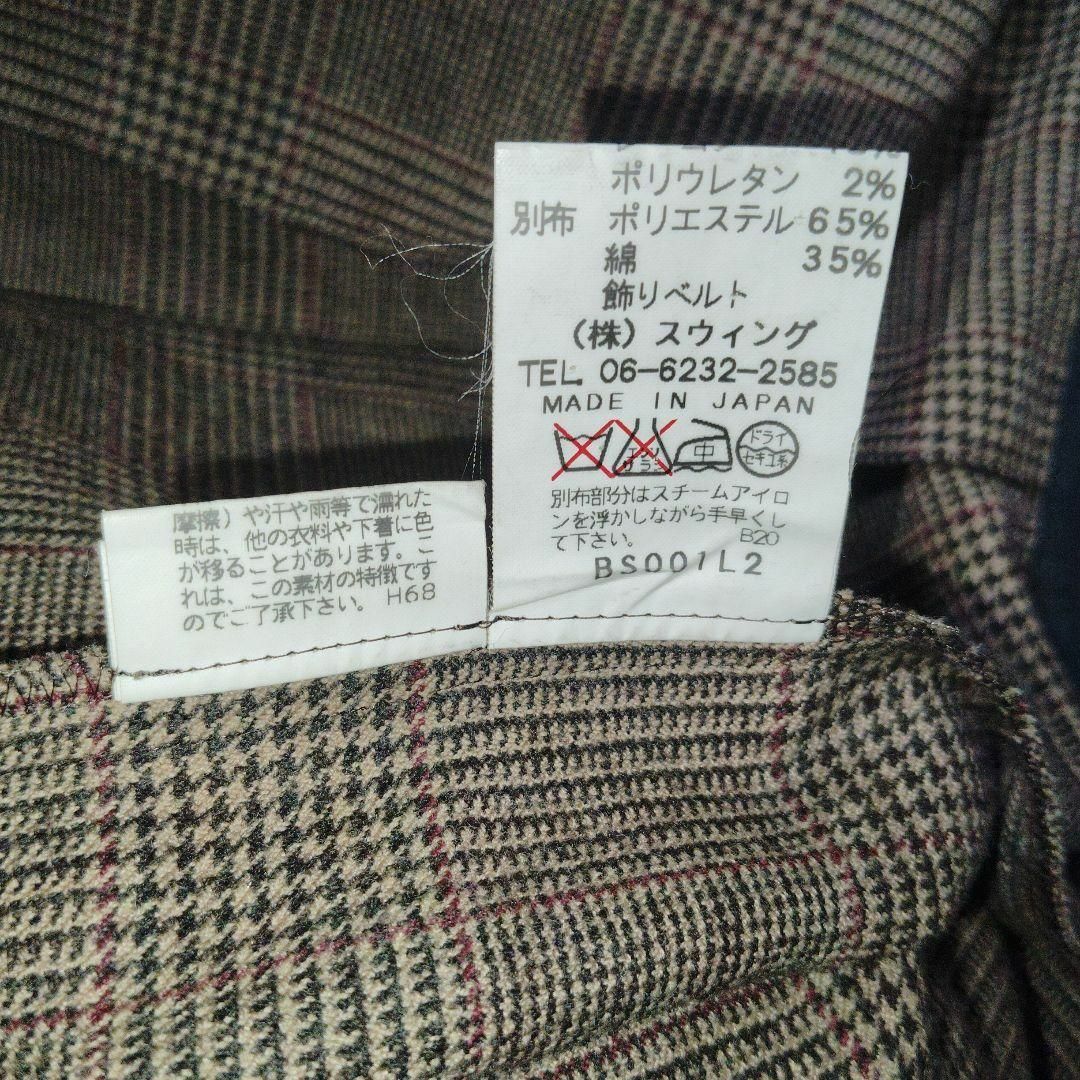 摩擦）や汗や雨等で濡れた
時は、他の衣料や下着に色
が移ることがあります。こ
れは、この素材の特徴です
のでご了承下さい。 H68
ポリウレタン 2%
別布 ポリエステル 65%
綿 35%
飾りベルト
（株）スウィング
TEL. 06-6232-2585
MADE IN JAPAN
エンソ
サラシ
中
ドライ
セキユ系
別布部分はスチームアイロ
ンを浮かしながら手早くし
て下さい。 B20
BS001L2